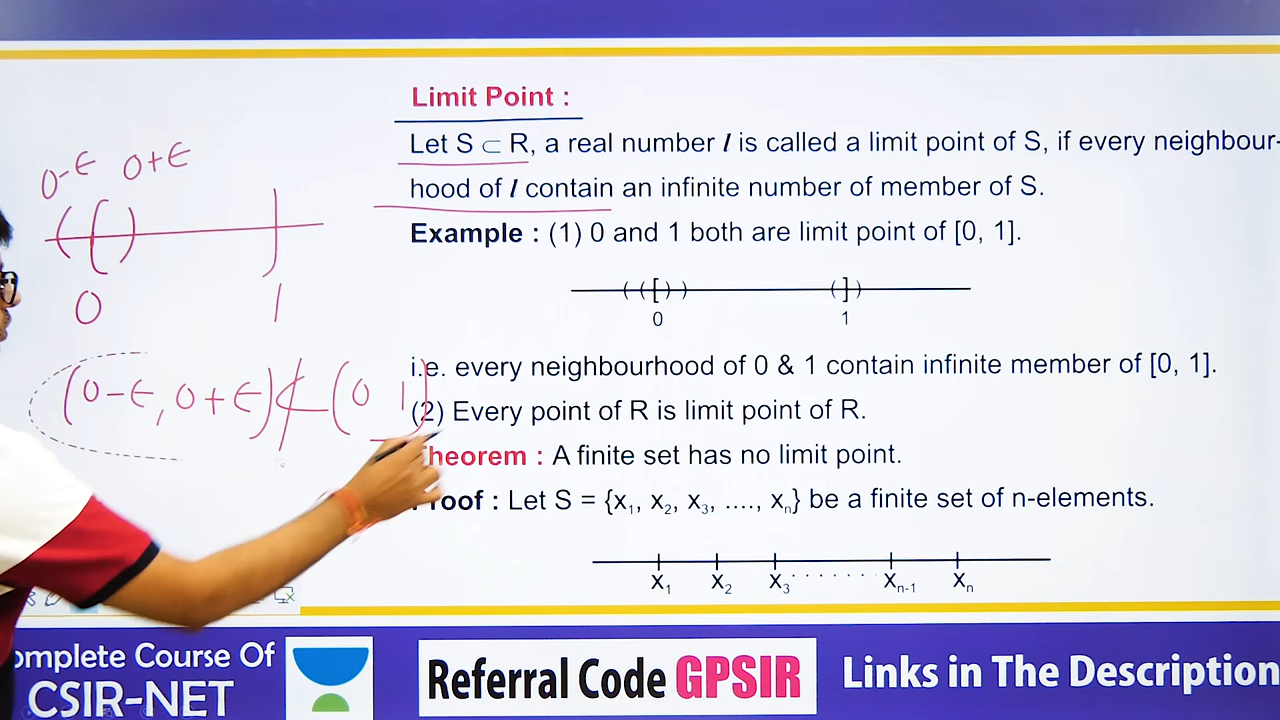 Limit Point :
Let S ⊂ R, a real number l is called a limit point of S, if every neighbour-
hood of l contain an infinite number of member of S.
Example : (1) 0 and 1 both are limit point of [0, 1].
0 1
i.e. every neighbourhood of 0 & 1 contain infinite member of [0, 1].
(2) Every point of R is limit point of R.
Theorem : A finite set has no limit point.
Proof : Let S = {x₁, x₂, x₃, ...., xₙ} be a finite set of n-elements.
x₁ x₂ x₃ ........ xₙ₋₁ xₙ
0-ϵ 0+ϵ
0 1
(0-ϵ, 0+ϵ) ⊄ (0 1)
omplete Course Of
CSIR-NET
Referral Code GPSIR
Links in The Description